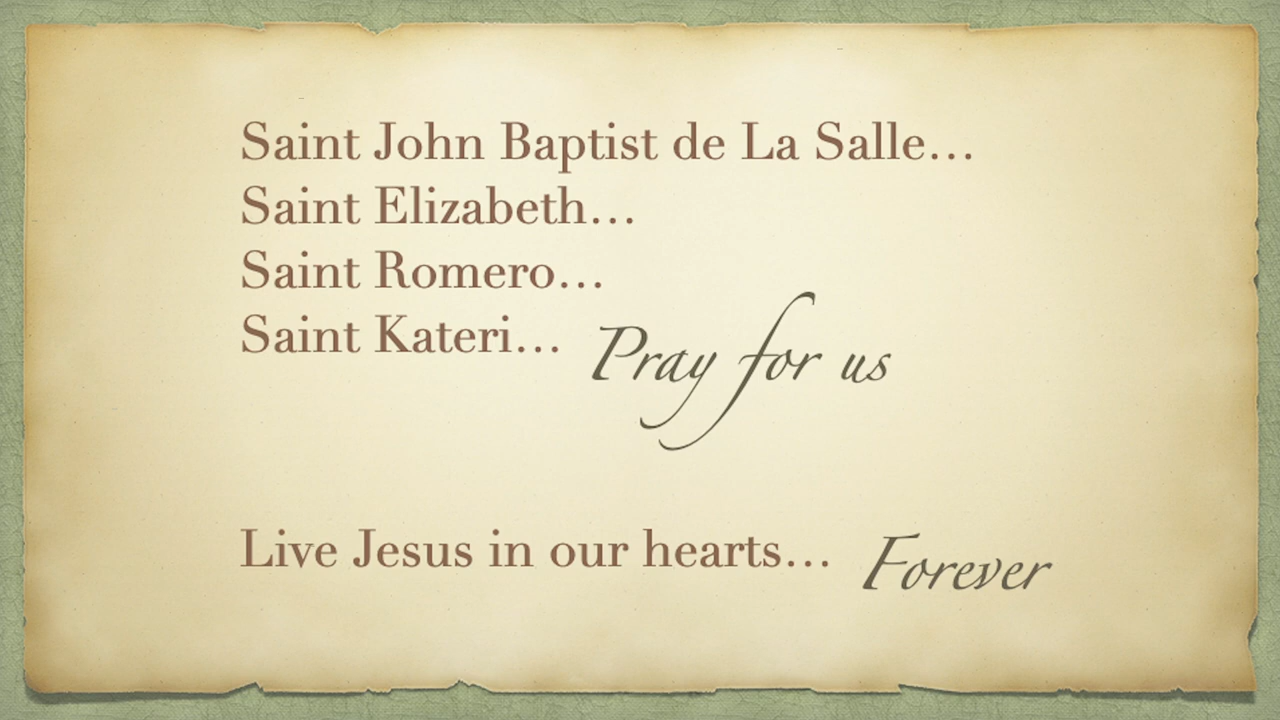 Saint John Baptist de La Salle…
Saint Elizabeth…
Saint Romero…
Saint Kateri… Pray for us
Live Jesus in our hearts… Forever